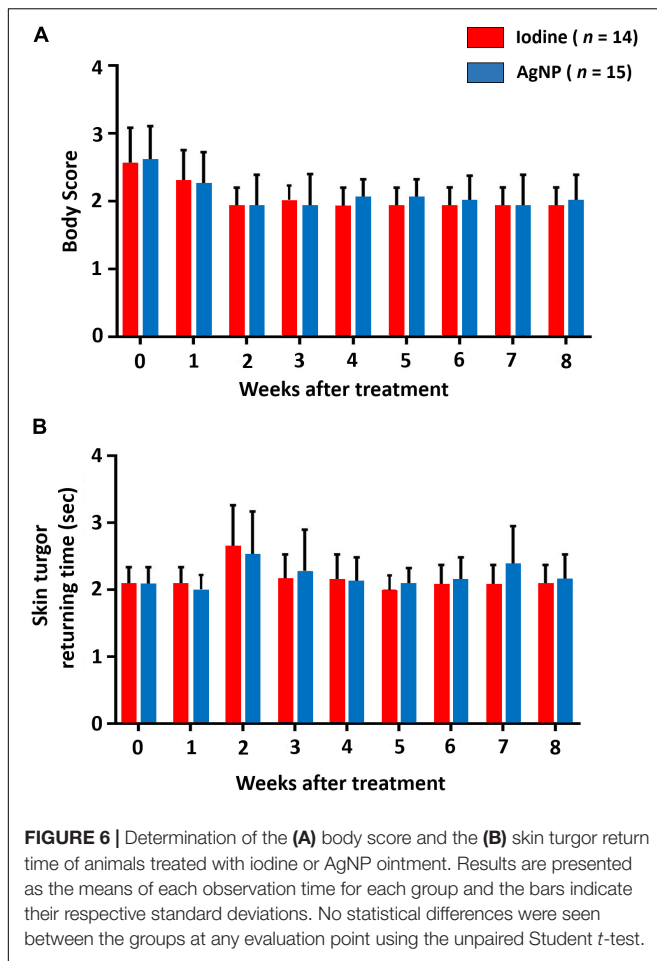 A
Iodine ( n = 14)
AgNP ( n = 15)
4
3
2
1
0
Body Score
0 1 2 3 4 5 6 7 8
Weeks after treatment
B
4
3
2
1
0
Skin turgor
returning time (sec)
0 1 2 3 4 5 6 7 8
Weeks after treatment
FIGURE 6 | Determination of the (A) body score and the (B) skin turgor return
time of animals treated with iodine or AgNP ointment. Results are presented
as the means of each observation time for each group and the bars indicate
their respective standard deviations. No statistical differences were seen
between the groups at any evaluation point using the unpaired Student t-test.